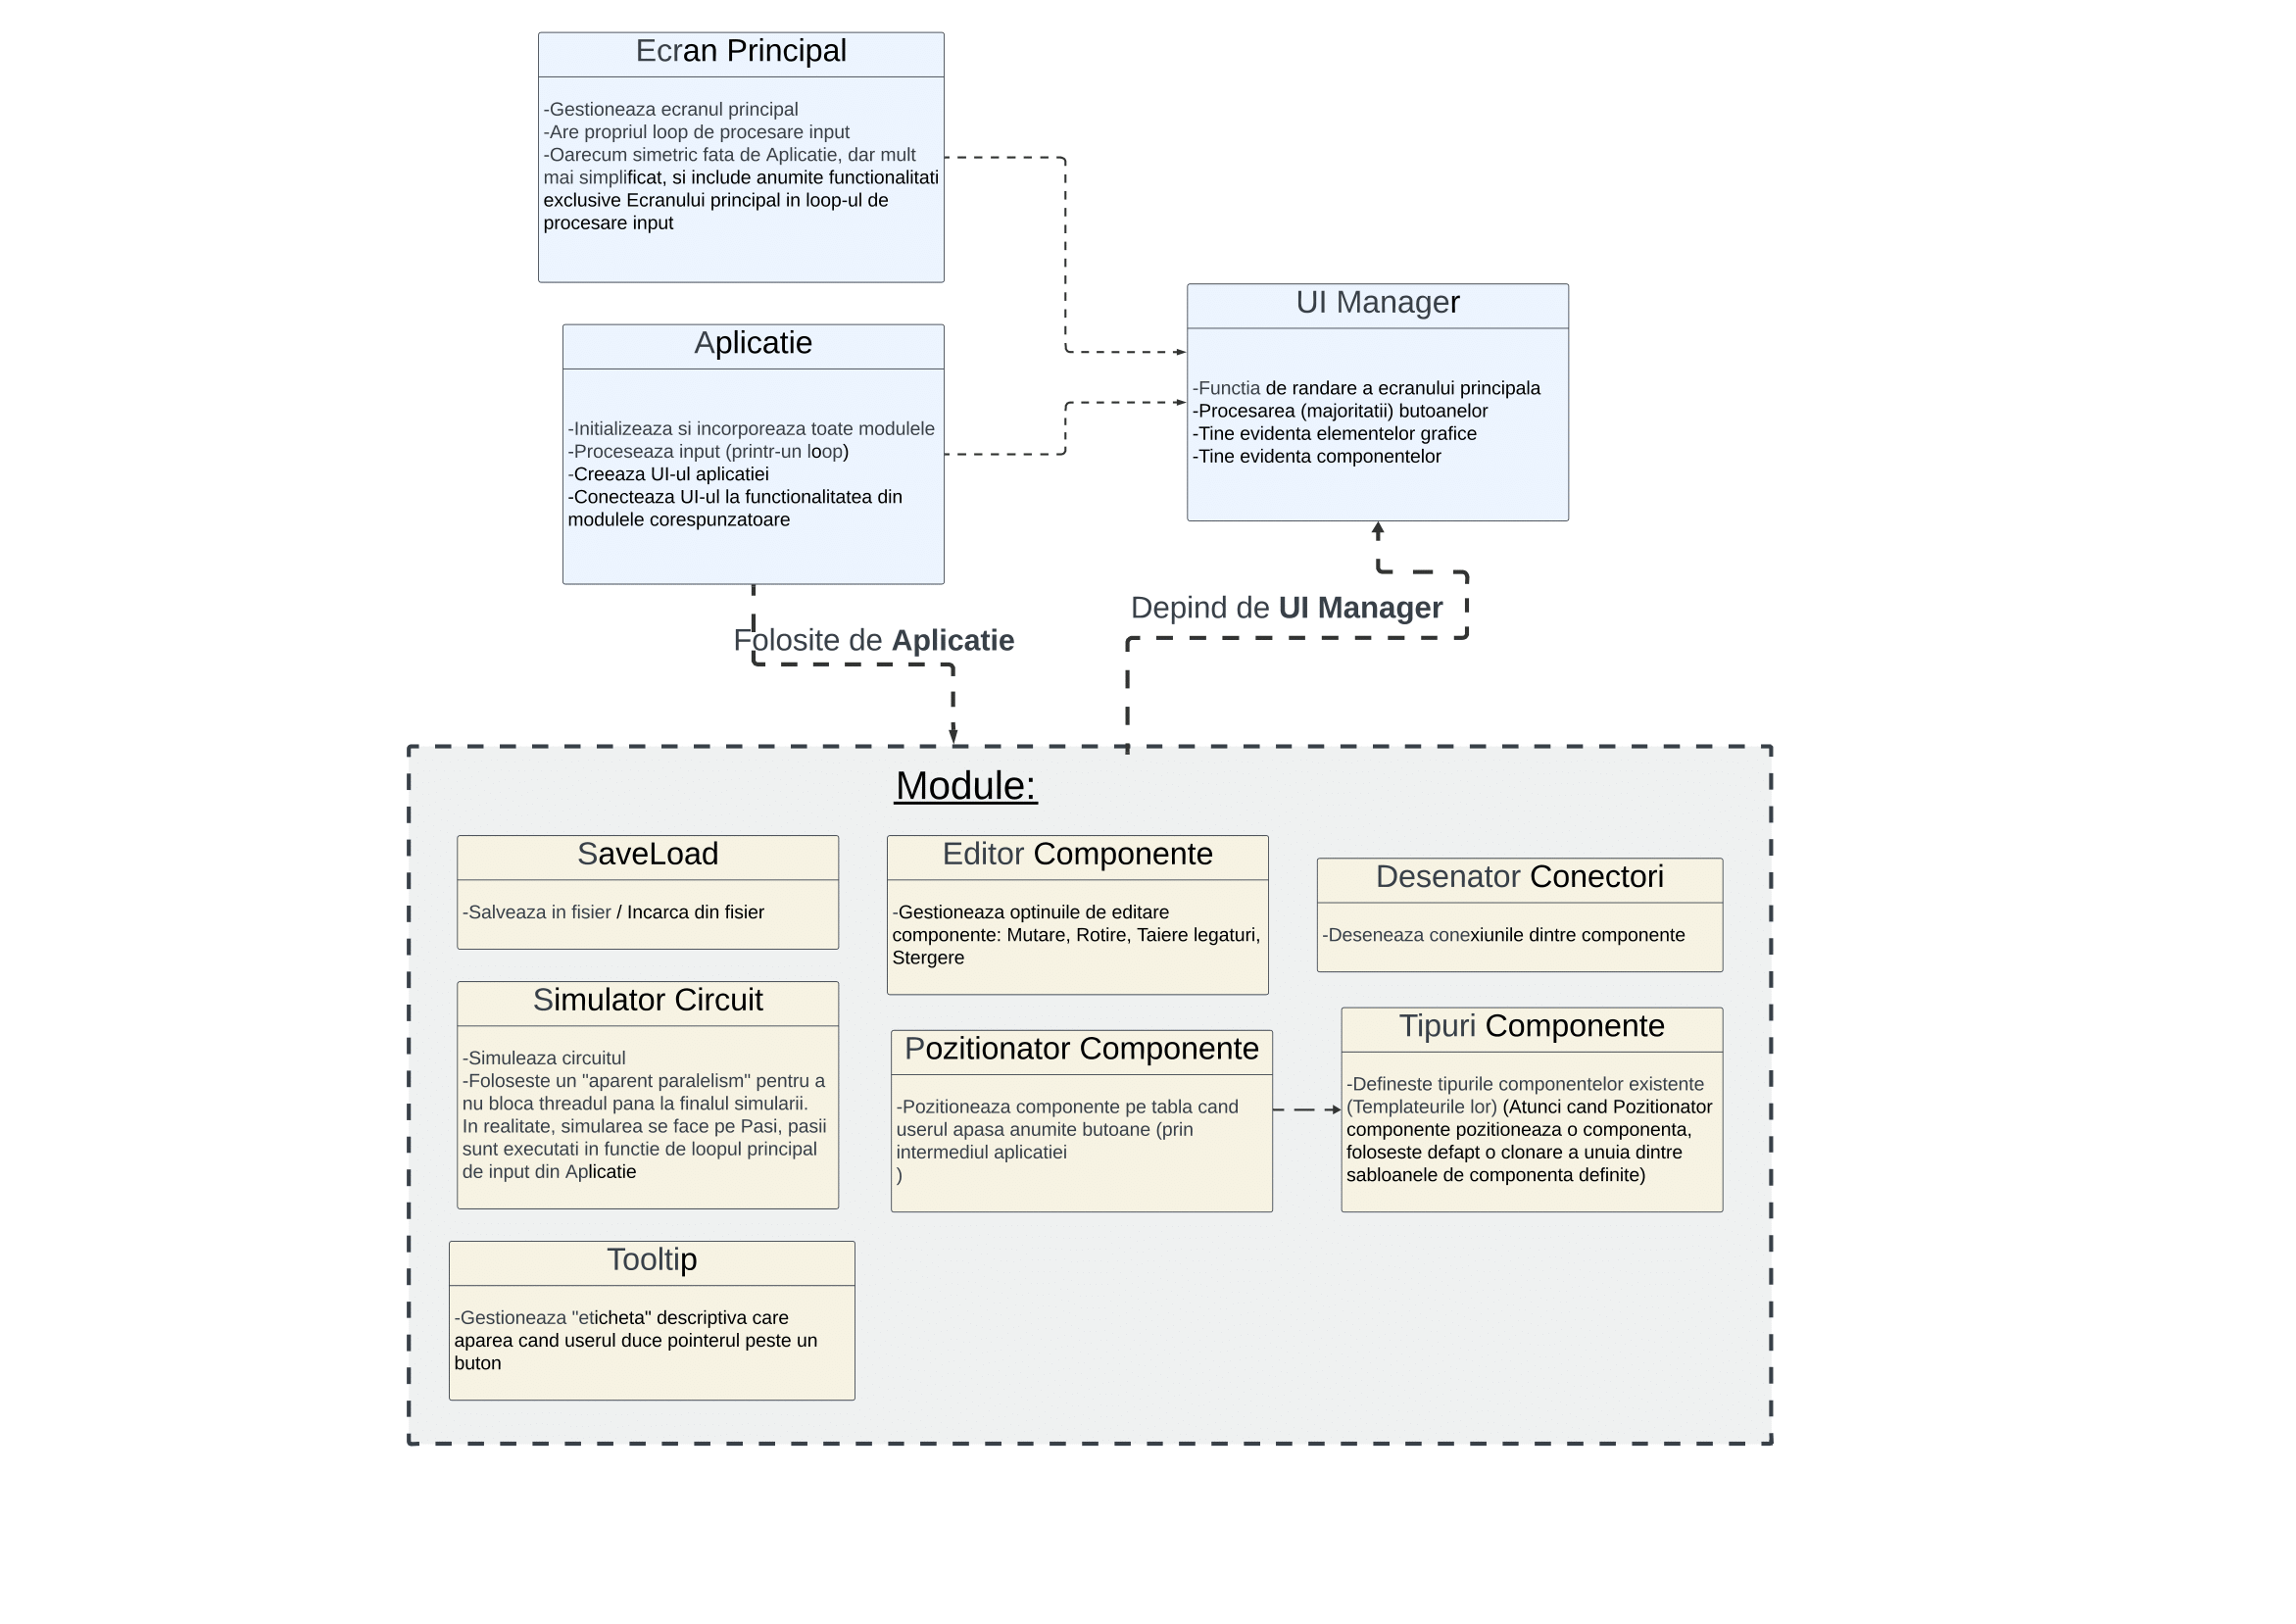 Ecran Principal
-Gestioneaza ecranul principal
-Are propriul loop de procesare input
-Oarecum simetric fata de Aplicatie, dar mult
mai simplificat, si include anumite functionalitati
exclusive Ecranului principal in loop-ul de
procesare input
Aplicatie
-Initializeaza si incorporeaza toate modulele
-Proceseaza input (printr-un loop)
-Creeaza UI-ul aplicatiei
-Conecteaza UI-ul la functionalitatea din
modulele corespunzatoare
UI Manager
-Functia de randare a ecranului principala
-Procesarea (majoritatii) butoanelor
-Tine evidenta elementelor grafice
-Tine evidenta componentelor
Folosite de Aplicatie
Depind de UI Manager
Module:
SaveLoad
-Salveaza in fisier / Incarca din fisier
Editor Componente
-Gestioneaza optinuile de editare
componente: Mutare, Rotire, Taiere legaturi,
Stergere
Desenator Conectori
-Deseneaza conexiunile dintre componente
Simulator Circuit
-Simuleaza circuitul
-Foloseste un "aparent paralelism" pentru a
nu bloca threadul pana la finalul simularii.
In realitate, simularea se face pe Pasi, pasii
sunt executati in functie de loopul principal
de input din Aplicatie
Pozitionator Componente
-Pozitioneaza componente pe tabla cand
userul apasa anumite butoane (prin
intermediul aplicatiei
)
Tipuri Componente
-Defineste tipurile componentelor existente
(Templateurile lor) (Atunci cand Pozitionator
componente pozitioneaza o componenta,
foloseste defapt o clonare a unuia dintre
sabloanele de componenta definite)
Tooltip
-Gestioneaza "eticheta" descriptiva care
aparea cand userul duce pointerul peste un
buton